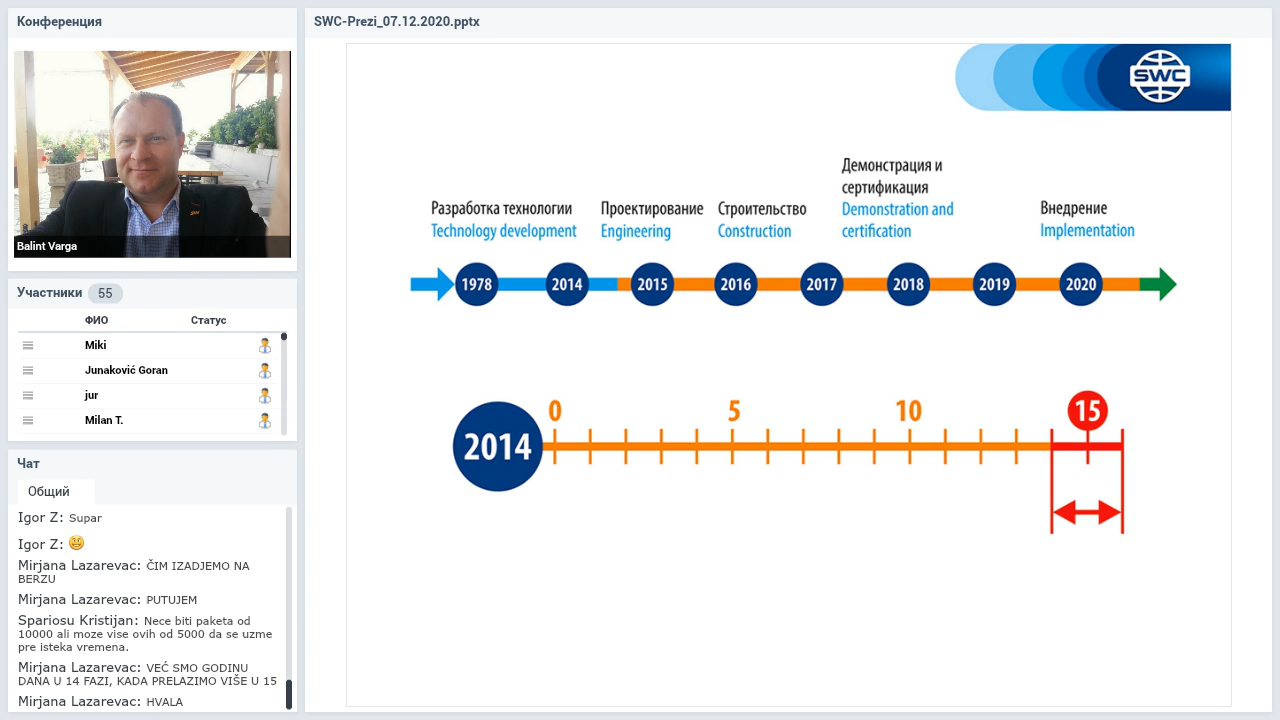 Конференция
Balint Varga
Участники 55
ФИО Статус
Miki
Junaković Goran
jur
Milan T.
Чат
Общий
Igor Z: Supar
Igor Z:
Mirjana Lazarevac: ČIM IZADJEMO NA
BERZU
Mirjana Lazarevac: PUTUJEM
Spariosu Kristijan: Nece biti paketa od
10000 ali moze vise ovih od 5000 da se uzme
pre isteka vremena.
Mirjana Lazarevac: VEĆ SMO GODINU
DANA U 14 FAZI, KADA PRELAZIMO VIŠE U 15
Mirjana Lazarevac: HVALA
SWC-Prezi_07.12.2020.pptx
SWC
Разработка технологии
Technology development
Проектирование
Engineering
Строительство
Construction
Демонстрация и
сертификация
Demonstration and
certification
Внедрение
Implementation
1978 2014 2015 2016 2017 2018 2019 2020
0 5 10 15
2014